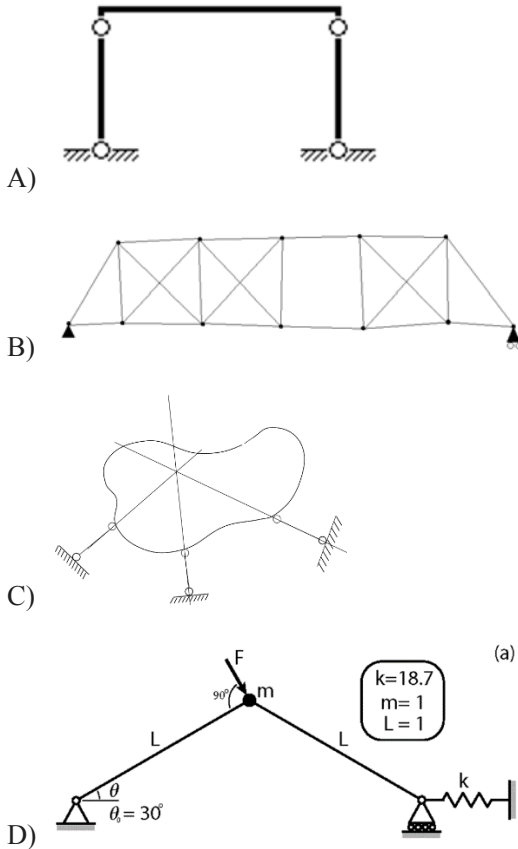 A)
B)
C)
(a)
F
90°
m
k=18.7
m= 1
L = 1
L
L
k
θ
θ₀ = 30°
D)